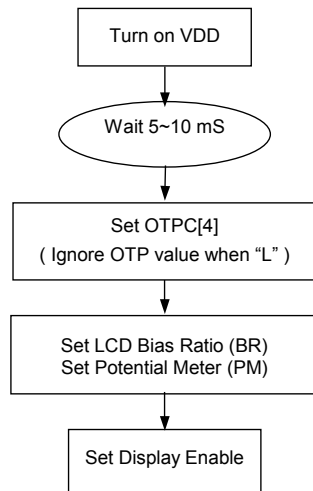 Turn on VDD
Wait 5~10 mS
Set OTPC[4]
( Ignore OTP value when “L” )
Set LCD Bias Ratio (BR)
Set Potential Meter (PM)
Set Display Enable